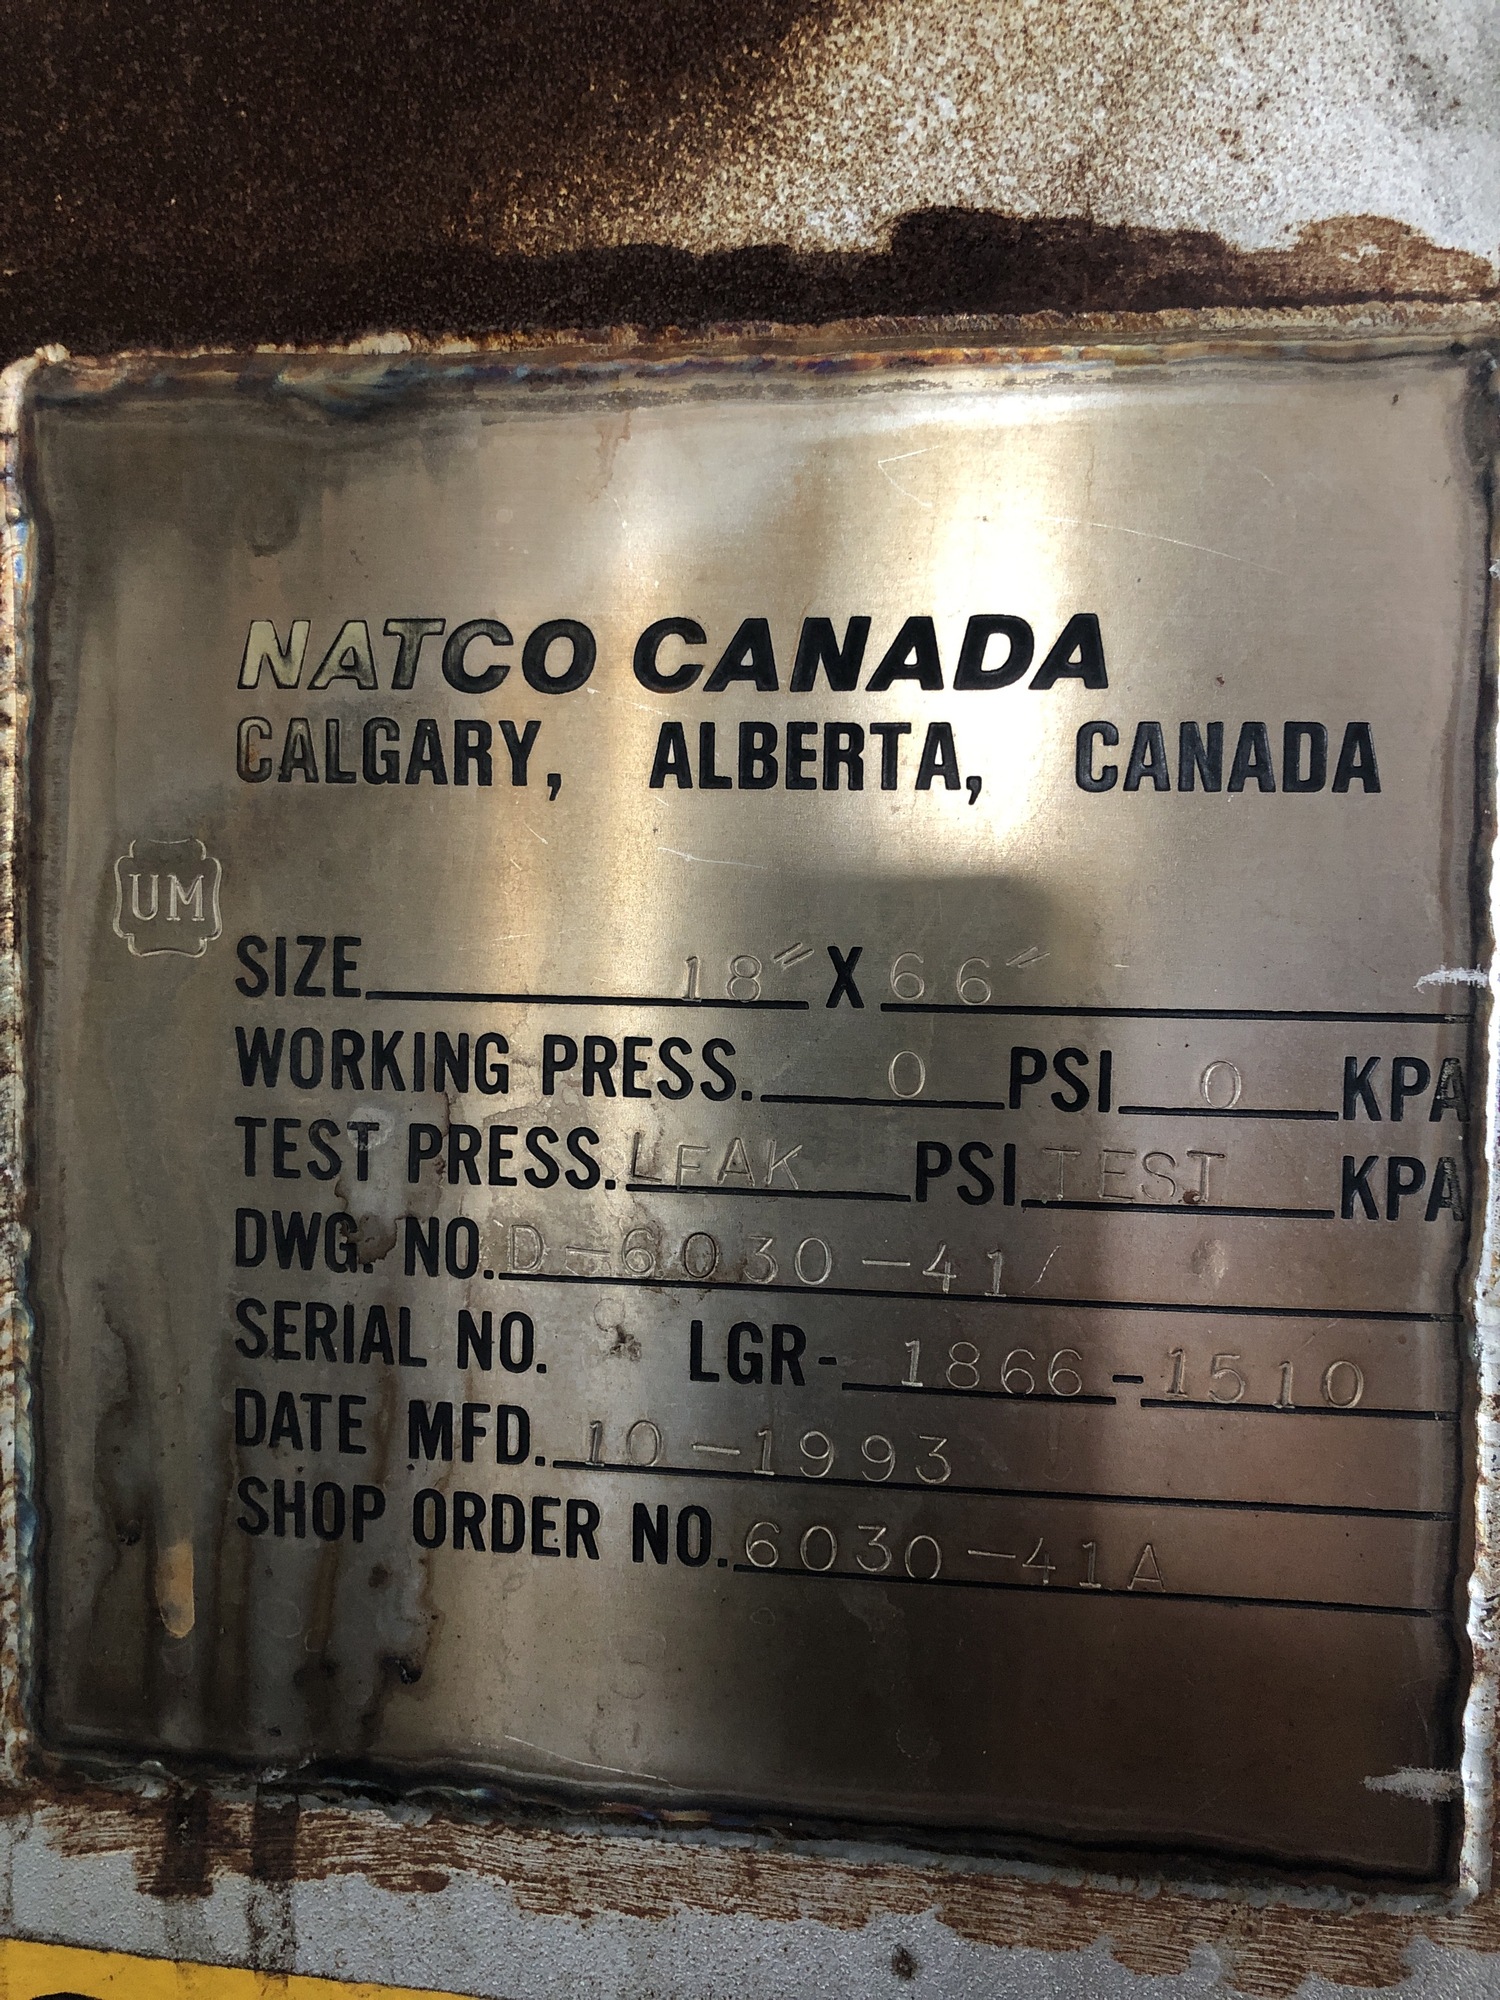 NATCO CANADA
CALGARY, ALBERTA, CANADA
UM
SIZE 18" X 66"
WORKING PRESS. 0 PSI 0 KPA
TEST PRESS. LEAK PSI TEST KPA
DWG. NO. D-6030-41/
SERIAL NO. LGR- 1866-1510
DATE MFD. 10-1993
SHOP ORDER NO. 6030-41A